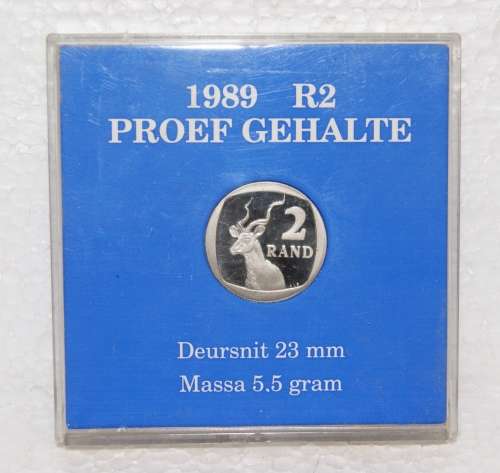 1989 R2
PROEF GEHALTE
2
RAND
Deursnit 23 mm
Massa 5.5 gram